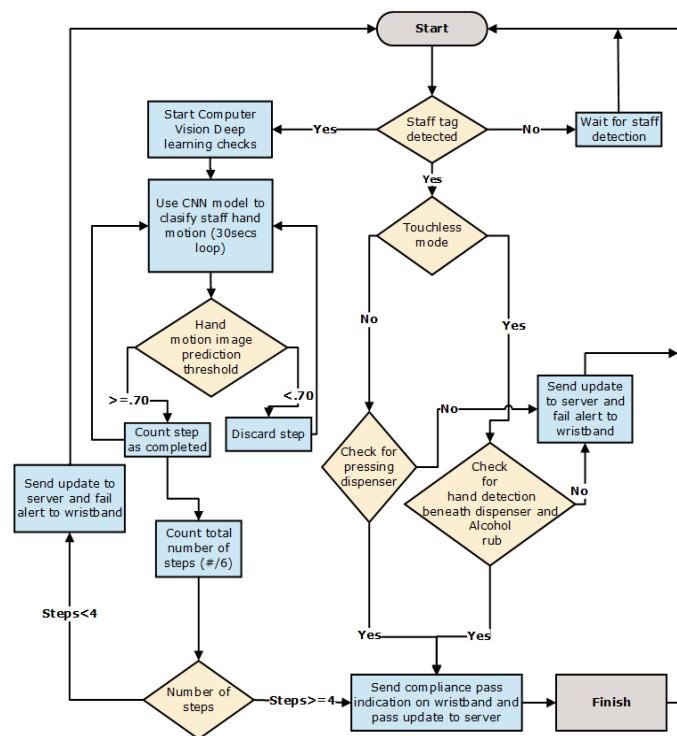 Start
Staff tag
detected
Yes
No
Wait for staff
detection
Start Computer
Vision Deep
learning checks
Yes
Use CNN model to
clasify staff hand
motion (30secs
loop)
Touchless
mode
Hand
motion image
prediction
threshold
No
Yes
>=.70
<.70
Count step
as completed
Discard step
Send update
to server and
fail alert to
wristband
No
Check for
pressing
dispenser
Check
for
hand detection
beneath dispenser and
Alcohol
rub
No
Send update to
server and fail
alert to wristband
Count total
number of
steps (#/6)
Steps<4
Yes
Yes
Number of
steps
Steps>=4
Send compliance pass
indication on wristband and
pass update to server
Finish